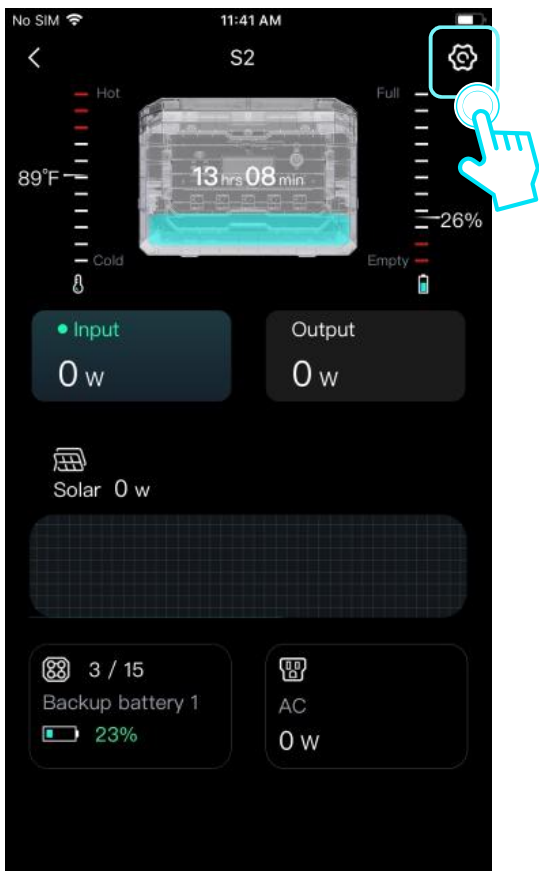 No SIM 11:41 AM
S2
Hot Full
89°F 13 hrs 08 min 26%
Cold Empty
Input Output
0 w 0 w
Solar 0 w
3 / 15
Backup battery 1 AC
23% 0 w